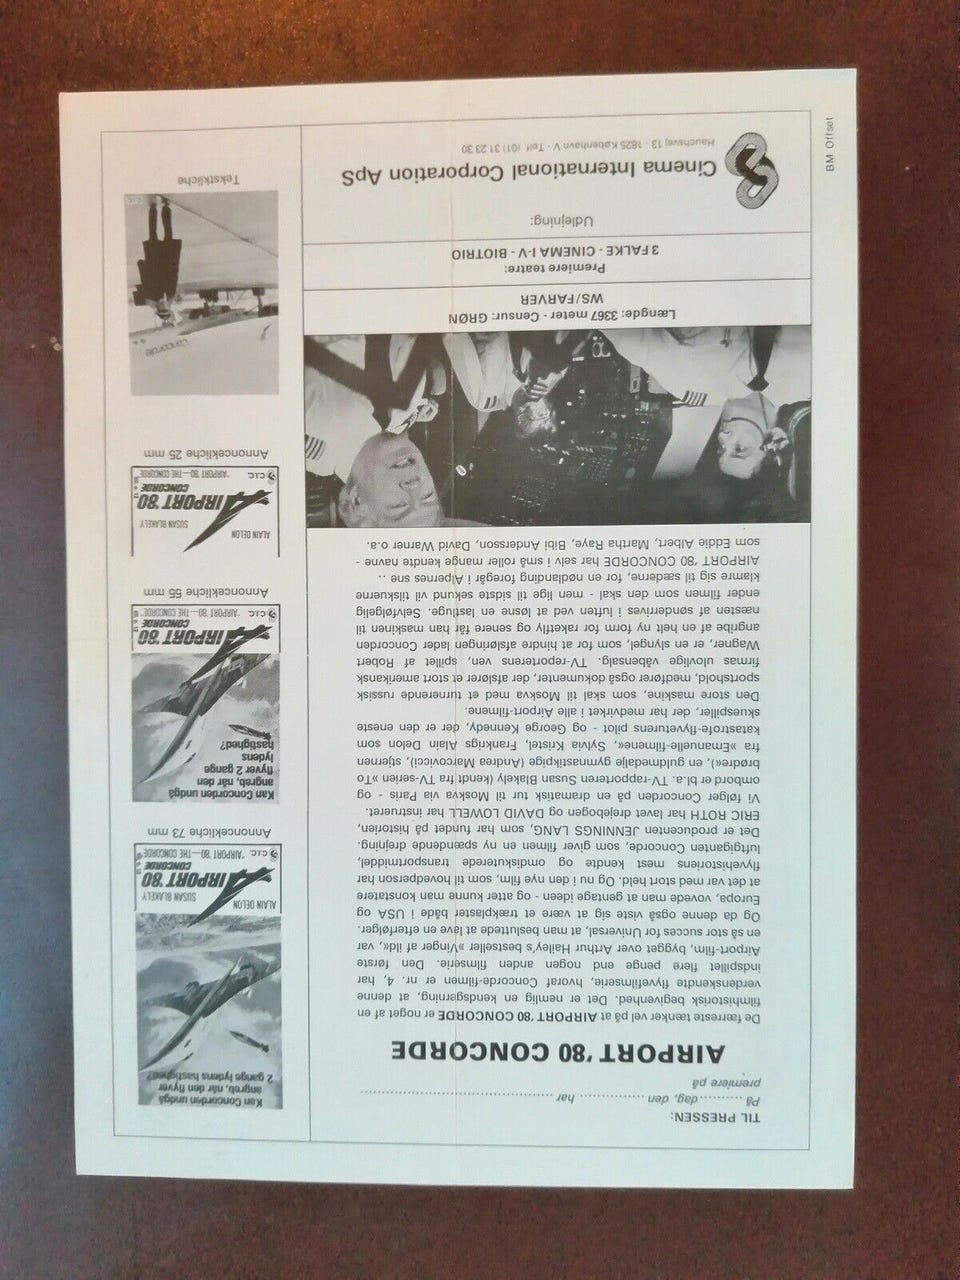 TIL PRESSEN:
På ..........dag, den .................. har ..........................................
premiere på
AIRPORT '80 CONCORDE
De færreste tænker vel på at AIRPORT '80 CONCORDE er noget af en
filmhistorisk begivenhed. Det er nemlig en kendsgerning, at denne
verdenskendte flyvefilmserie, hvoraf Concorde-filmen er nr. 4, har
indspillet flere penge end nogen anden filmserie. Den første
Airport-film, bygget over Arthur Hailey's bestseller »Vinger af ild«, var
en så stor succes for Universal, at man besluttede at lave en efterfølger.
Og da denne også viste sig at være et trækplaster både i USA og
Europa, vovede man at gentage ideen - og atter kunne man konstatere
at det var med stort held. Og nu i den nye film, som til hovedperson har
flyvehistoriens mest kendte og omdiskuterede transportmiddel,
luftgiganten Concorde, som giver filmen en ny spændende drejning.
Det er producenten JENNINGS LANG, som har fundet på historien,
ERIC ROTH har lavet drejebogen og DAVID LOWELL har instrueret.
Vi følger Concorden på en dramatisk tur til Moskva via Paris - og
ombord er bl.a. TV-rapporteren Susan Blakely (kendt fra TV-serien »To
brødre«), en guldmedalje gymnastikpige (Andrea Marcovicci), stjernen
fra »Emanuelle-filmene«, Sylvia Kristel, Frankrigs Alain Delon som
katastrofe-flyveturens pilot - og George Kennedy, der er den eneste
skuespiller, der har medvirket i alle Airport-filmene.
Den store maskine, som skal til Moskva med et turnerende russisk
sportshold, medfører også dokumenter, der afslører et stort amerikansk
firmas ulovlige våbensalg. TV-reporterens ven, spillet af Robert
Wagner, er en slyngel, som for at hindre afsløringen lader Concorden
angribe af en helt ny form for raketfly og senere får han maskinen til
næsten af sønderrives i luften ved at løsne en lastluge. Selvfølgelig
ender filmen som den skal - men lige til sidste sekund vil tilskuerne
klamre sig til sæderne, for en nødlanding foregår i Alpernes sne ..
AIRPORT '80 CONCORDE har selv i små roller mange kendte navne -
som Eddie Albert, Martha Raye, Bibi Andersson, David Warner o.a.
Længde: 3367 meter - Censur: GRØN
WS/FARVER
Premiere teatre:
3 FALKE - CINEMA I-V - BIOTRIO
Udlejning:
Cinema International Corporation ApS
Hauchsvej 13 - 1825 København V - Telf. (01) 31 23 30
Kan Concorden undgå
angreb, når den flyver
2 gange lydens hastighed?
ALAIN DELON
SUSAN BLAKELY
AIRPORT '80
CONCORDE
C.I.C. "AIRPORT '80—THE CONCORDE"
Annoncekliche 73 mm
Kan Concorden undgå
angreb, når den
flyver 2 gange
lydens
hastighed?
AIRPORT '80
CONCORDE
C.I.C. "AIRPORT '80—THE CONCORDE"
Annoncekliche 55 mm
ALAIN DELON
SUSAN BLAKELY
AIRPORT '80
CONCORDE
C.I.C. "AIRPORT '80—THE CONCORDE"
Annoncekliche 25 mm
Concorde
C.I.C.
Tekstkliche
BM Offset